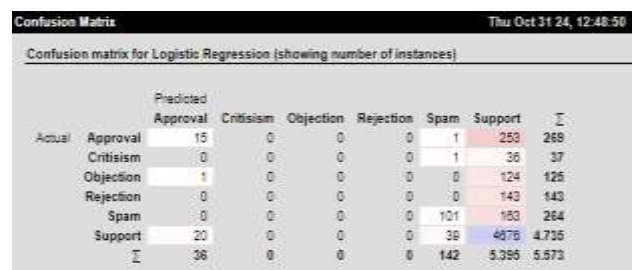 Confusion Matrix Thu Oct 31 24, 12:48:50
Confusion matrix for Logistic Regression (showing number of instances)
Predicted
Approval Critisism Objection Rejection Spam Support Σ
Actual Approval 15 0 0 0 1 253 269
Critisism 0 0 0 0 1 36 37
Objection 1 0 0 0 0 124 125
Rejection 0 0 0 0 0 143 143
Spam 0 0 0 0 101 163 264
Support 20 0 0 0 39 4676 4.735
Σ 36 0 0 0 142 5.395 5.573